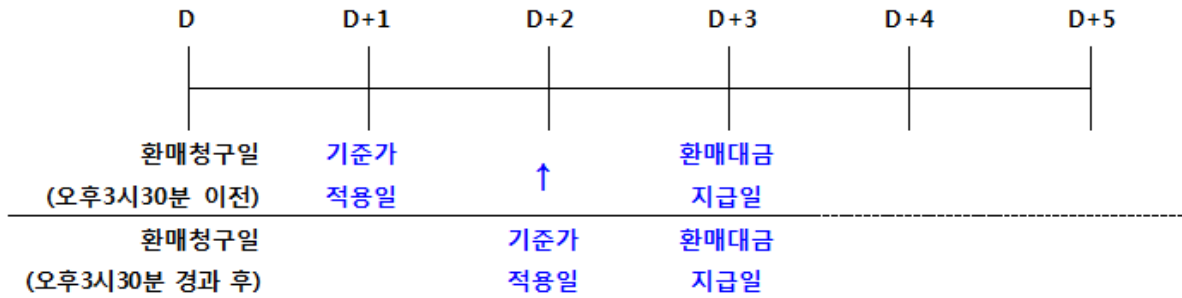 D D+1 D+2 D+3 D+4 D+5
환매청구일 기준가 환매대금
(오후3시30분 이전) 적용일 ↑ 지급일
환매청구일 기준가 환매대금
(오후3시30분 경과 후) 적용일 지급일